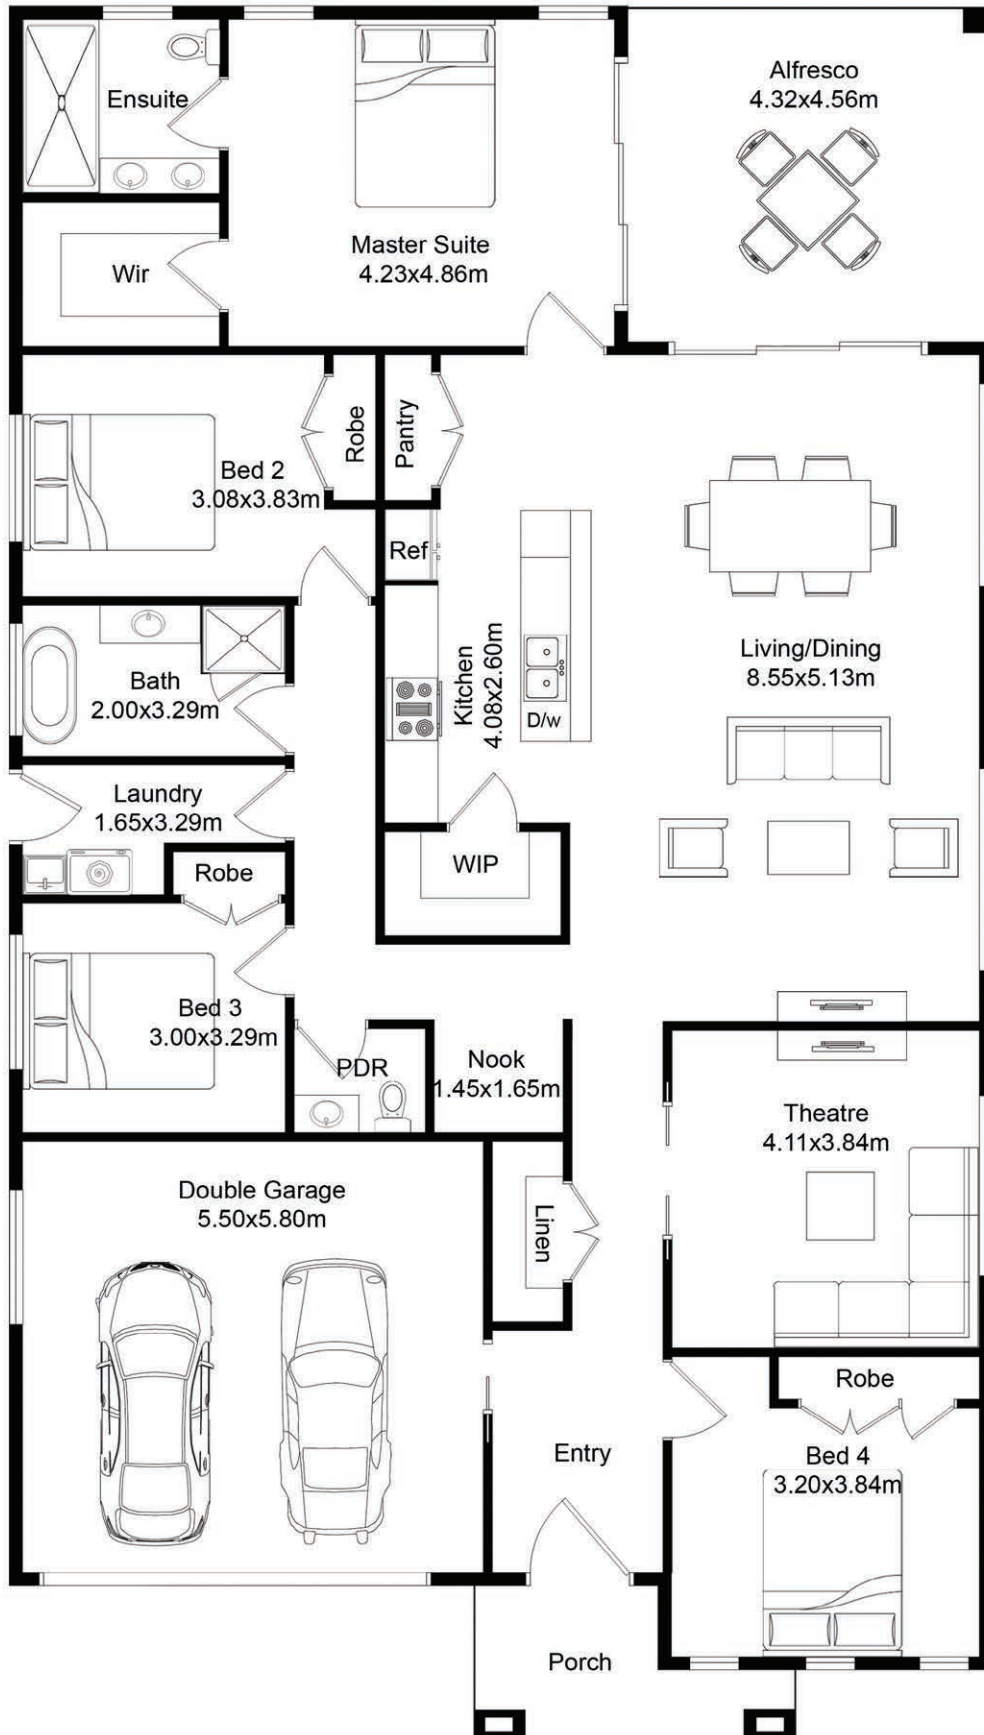 Ensuite
Alfresco
4.32x4.56m
Master Suite
4.23x4.86m
Wir
Robe
Pantry
Bed 2
3.08x3.83m
Ref
Kitchen
4.08x2.60m
Living/Dining
8.55x5.13m
Bath
2.00x3.29m
D/w
Laundry
1.65x3.29m
WIP
Robe
Bed 3
3.00x3.29m
PDR
Nook
1.45x1.65m
Theatre
4.11x3.84m
Double Garage
5.50x5.80m
Linen
Robe
Entry
Bed 4
3.20x3.84m
Porch